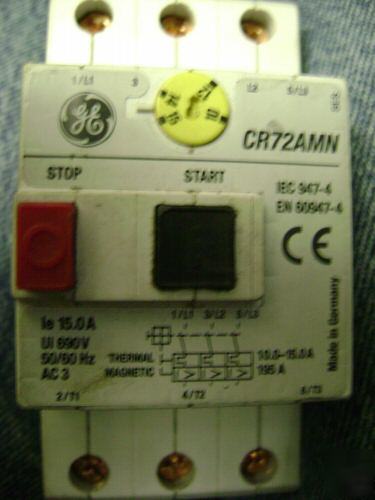 1/L1
3
L2
5/L3
GE
CR72AMN
STOP
START
IEC 947-4
EN 60947-4
CE
Made in Germany
1/L1 3/L2 5/L3
Ie 15.0 A
UI 690 V
50/60 Hz
AC 3
THERMAL
MAGNETIC
10.0-15.0A
195 A
2/T1
4/T2
6/T3